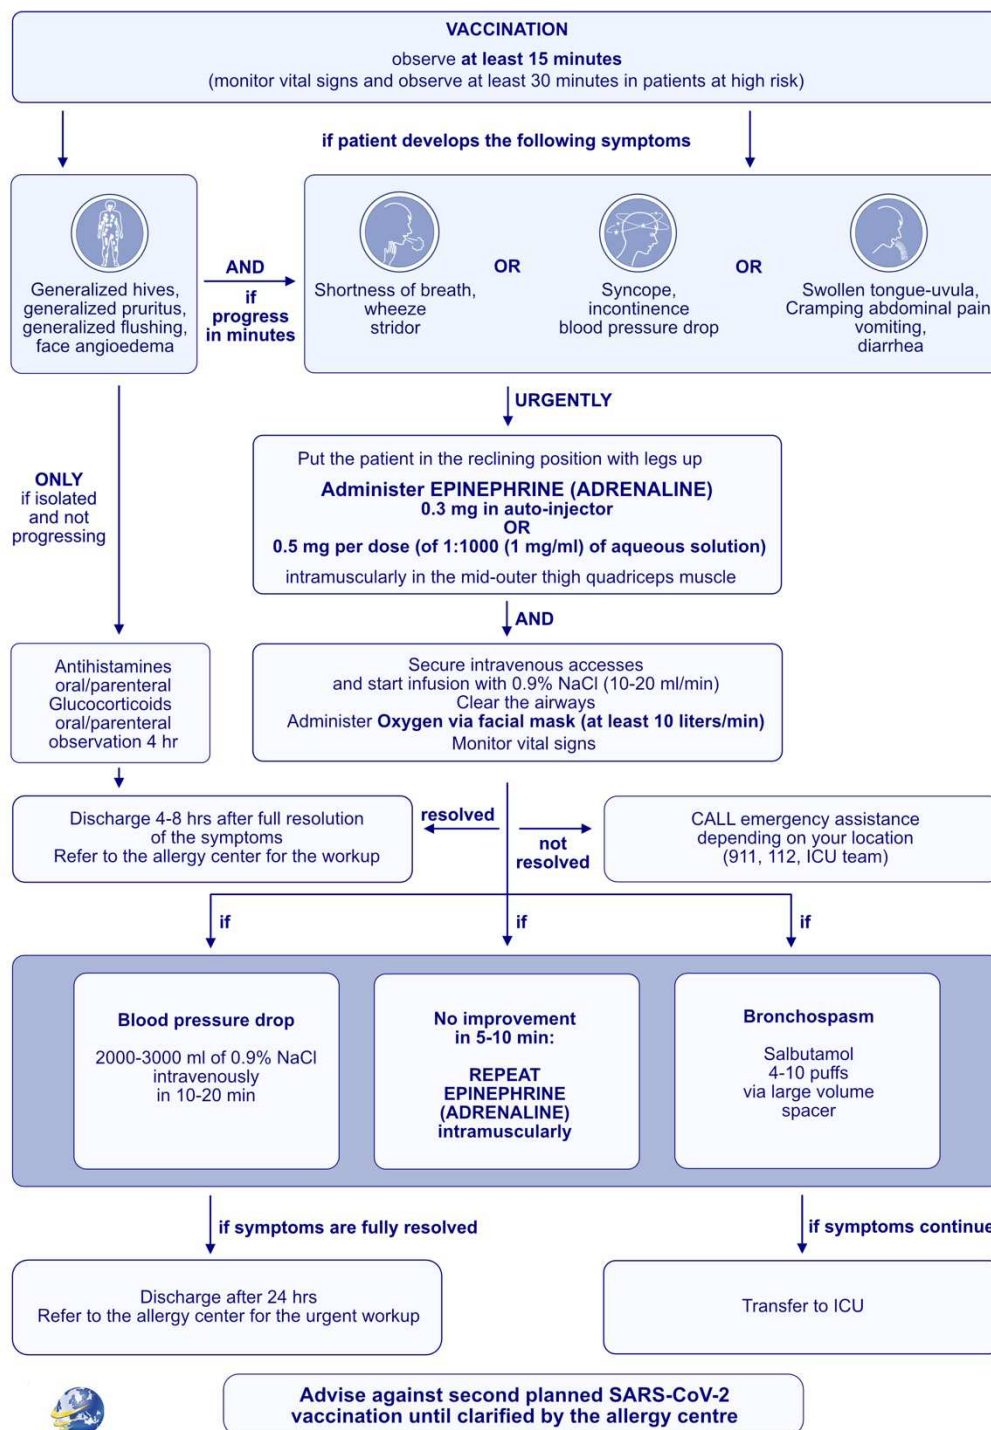 VACCINATION
observe at least 15 minutes
(monitor vital signs and observe at least 30 minutes in patients at high risk)
if patient develops the following symptoms
Generalized hives,
generalized pruritus,
generalized flushing,
face angioedema
AND
if
progress
in minutes
Shortness of breath,
wheeze
stridor
OR
Syncope,
incontinence
blood pressure drop
OR
Swollen tongue-uvula,
Cramping abdominal pain
vomiting,
diarrhea
URGENTLY
Put the patient in the reclining position with legs up
Administer EPINEPHRINE (ADRENALINE)
0.3 mg in auto-injector
OR
0.5 mg per dose (of 1:1000 (1 mg/ml) of aqueous solution)
intramuscularly in the mid-outer thigh quadriceps muscle
ONLY
if isolated
and not
progressing
AND
Antihistamines
oral/parenteral
Glucocorticoids
oral/parenteral
observation 4 hr
Secure intravenous accesses
and start infusion with 0.9% NaCl (10-20 ml/min)
Clear the airways
Administer Oxygen via facial mask (at least 10 liters/min)
Monitor vital signs
Discharge 4-8 hrs after full resolution
of the symptoms
Refer to the allergy center for the workup
resolved
not
resolved
CALL emergency assistance
depending on your location
(911, 112, ICU team)
if
if
if
Blood pressure drop
2000-3000 ml of 0.9% NaCl
intravenously
in 10-20 min
No improvement
in 5-10 min:
REPEAT
EPINEPHRINE
(ADRENALINE)
intramuscularly
Bronchospasm
Salbutamol
4-10 puffs
via large volume
spacer
if symptoms are fully resolved
if symptoms continue
Discharge after 24 hrs
Refer to the allergy center for the urgent workup
Transfer to ICU
Advise against second planned SARS-CoV-2
vaccination until clarified by the allergy centre